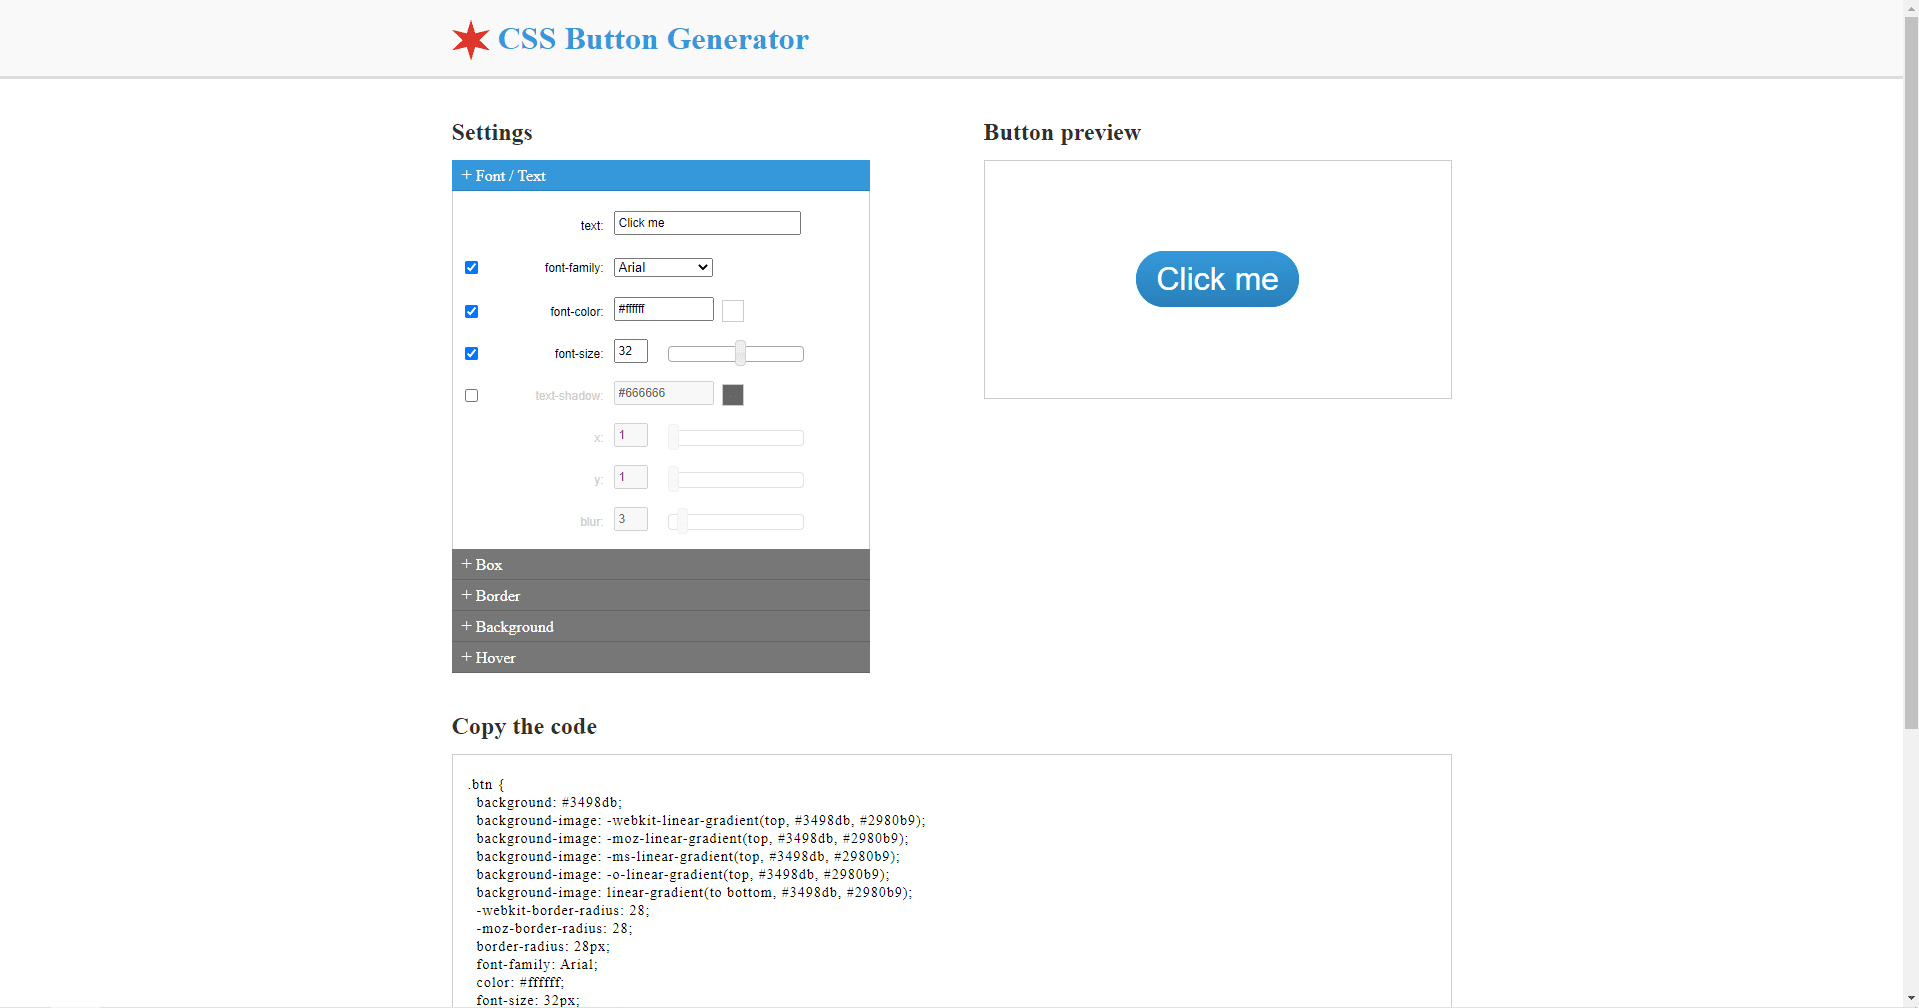 CSS Button Generator
Settings
+ Font / Text
text: Click me
font-family: Arial
font-color: #ffffff
font-size: 32
text-shadow: #666666
x: 1
y: 1
blur: 3
+ Box
+ Border
+ Background
+ Hover
Button preview
Click me
Copy the code
.btn {
background: #3498db;
background-image: -webkit-linear-gradient(top, #3498db, #2980b9);
background-image: -moz-linear-gradient(top, #3498db, #2980b9);
background-image: -ms-linear-gradient(top, #3498db, #2980b9);
background-image: -o-linear-gradient(top, #3498db, #2980b9);
background-image: linear-gradient(to bottom, #3498db, #2980b9);
-webkit-border-radius: 28;
-moz-border-radius: 28;
border-radius: 28px;
font-family: Arial;
color: #ffffff;
font-size: 32px;